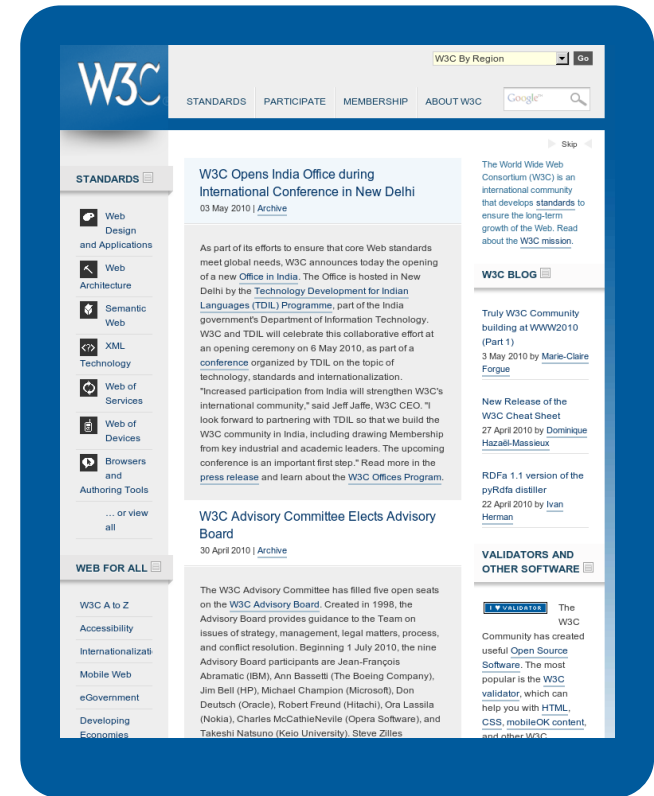 W3C
W3C By Region
Go
STANDARDS
PARTICIPATE
MEMBERSHIP
ABOUT W3C
Google™
Skip
STANDARDS
Web
Design
and Applications
Web
Architecture
Semantic
Web
XML
Technology
Web of
Services
Web of
Devices
Browsers
and
Authoring Tools
... or view
all
WEB FOR ALL
W3C A to Z
Accessibility
Internationalizati
Mobile Web
eGovernment
Developing
Economies
W3C Opens India Office during
International Conference in New Delhi
03 May 2010 | Archive
As part of its efforts to ensure that core Web standards
meet global needs, W3C announces today the opening
of a new Office in India. The Office is hosted in New
Delhi by the Technology Development for Indian
Languages (TDIL) Programme, part of the India
government's Department of Information Technology.
W3C and TDIL will celebrate this collaborative effort at
an opening ceremony on 6 May 2010, as part of a
conference organized by TDIL on the topic of
technology, standards and internationalization.
"Increased participation from India will strengthen W3C's
international community," said Jeff Jaffe, W3C CEO. "I
look forward to partnering with TDIL so that we build the
W3C community in India, including drawing Membership
from key industrial and academic leaders. The upcoming
conference is an important first step." Read more in the
press release and learn about the W3C Offices Program.
W3C Advisory Committee Elects Advisory
Board
30 April 2010 | Archive
The W3C Advisory Committee has filled five open seats
on the W3C Advisory Board. Created in 1998, the
Advisory Board provides guidance to the Team on
issues of strategy, management, legal matters, process,
and conflict resolution. Beginning 1 July 2010, the nine
Advisory Board participants are Jean-François
Abramatic (IBM), Ann Bassetti (The Boeing Company),
Jim Bell (HP), Michael Champion (Microsoft), Don
Deutsch (Oracle), Robert Freund (Hitachi), Ora Lassila
(Nokia), Charles McCathieNevile (Opera Software), and
Takeshi Natsuno (Keio University). Steve Zilles
The World Wide Web
Consortium (W3C) is an
international community
that develops standards to
ensure the long-term
growth of the Web. Read
about the W3C mission.
W3C BLOG
Truly W3C Community
building at WWW2010
(Part 1)
3 May 2010 by Marie-Claire
Forgue
New Release of the
W3C Cheat Sheet
27 April 2010 by Dominique
Hazaël-Massieux
RDFa 1.1 version of the
pyRdfa distiller
22 April 2010 by Ivan
Herman
VALIDATORS AND
OTHER SOFTWARE
I ♥ VALIDATOR The
W3C
Community has created
useful Open Source
Software. The most
popular is the W3C
validator, which can
help you with HTML,
CSS, mobileOK content,
and other W3C